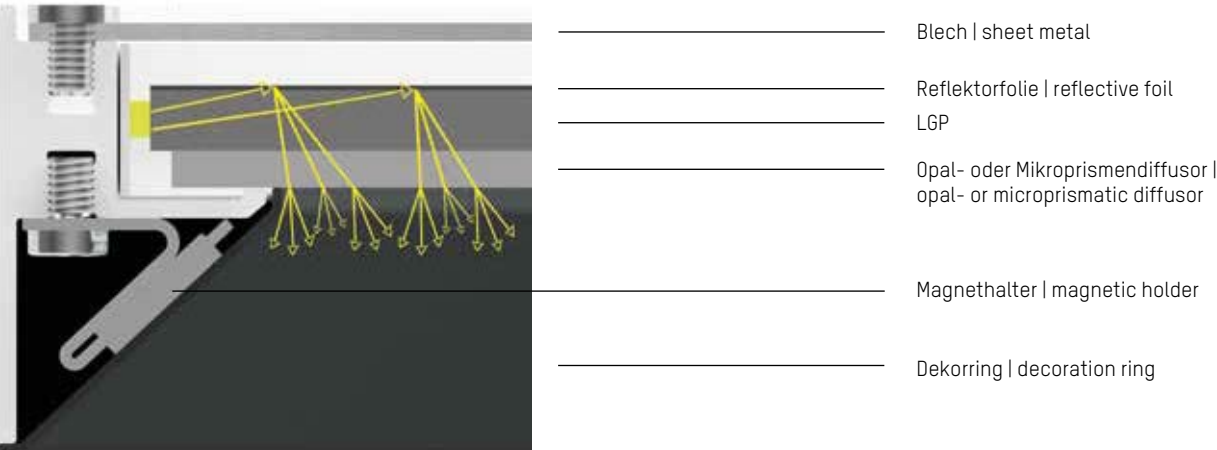 Blech | sheet metal
Reflektorfolie | reflective foil
LGP
Opal- oder Mikroprismendiffusor |
opal- or microprismatic diffusor
Magnethalter | magnetic holder
Dekorring | decoration ring